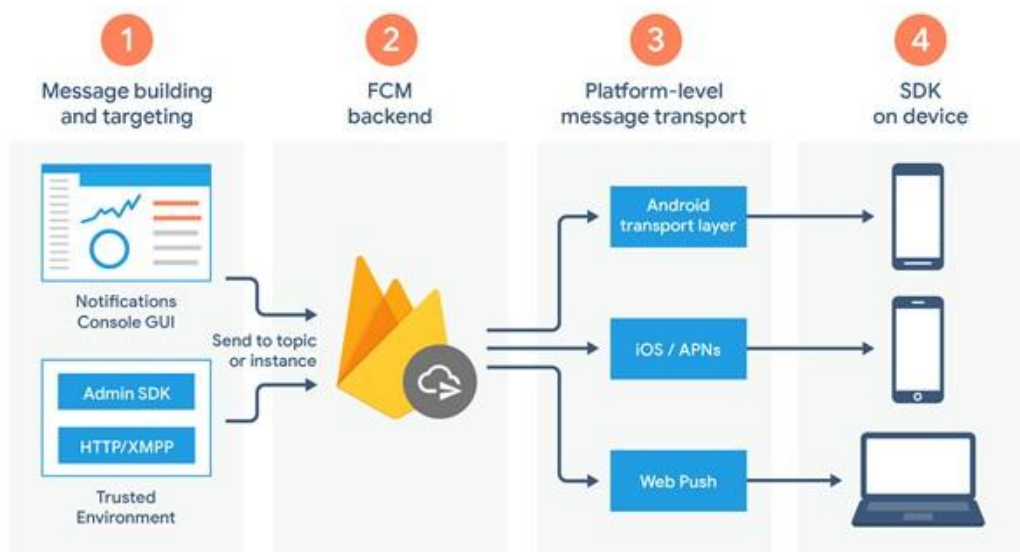 1
Message building
and targeting
Notifications
Console GUI
Admin SDK
HTTP/XMPP
Trusted
Environment
Send to topic
or instance
2
FCM
backend
3
Platform-level
message transport
Android
transport layer
iOS / APNs
Web Push
4
SDK
on device